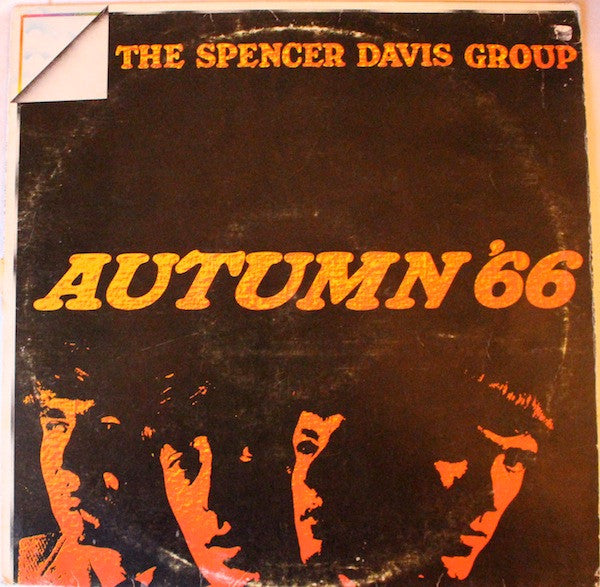 THE SPENCER DAVIS GROUP
AUTUMN '66